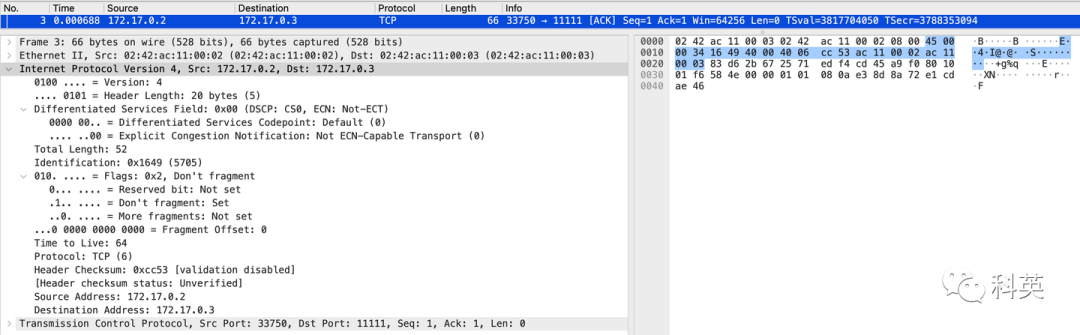 No. Time Source Destination Protocol Length Info
3 0.000688 172.17.0.2 172.17.0.3 TCP 66 33750 → 11111 [ACK] Seq=1 Ack=1 Win=64256 Len=0 TSval=3817704050 TSecr=3788353094
Frame 3: 66 bytes on wire (528 bits), 66 bytes captured (528 bits)
Ethernet II, Src: 02:42:ac:11:00:02 (02:42:ac:11:00:02), Dst: 02:42:ac:11:00:03 (02:42:ac:11:00:03)
Internet Protocol Version 4, Src: 172.17.0.2, Dst: 172.17.0.3
0100 .... = Version: 4
.... 0101 = Header Length: 20 bytes (5)
Differentiated Services Field: 0x00 (DSCP: CS0, ECN: Not-ECT)
0000 00.. = Differentiated Services Codepoint: Default (0)
.... ..00 = Explicit Congestion Notification: Not ECN-Capable Transport (0)
Total Length: 52
Identification: 0x1649 (5705)
010. .... = Flags: 0x2, Don't fragment
0... .... = Reserved bit: Not set
.1.. .... = Don't fragment: Set
..0. .... = More fragments: Not set
...0 0000 0000 0000 = Fragment Offset: 0
Time to Live: 64
Protocol: TCP (6)
Header Checksum: 0xcc53 [validation disabled]
[Header checksum status: Unverified]
Source Address: 172.17.0.2
Destination Address: 172.17.0.3
Transmission Control Protocol, Src Port: 33750, Dst Port: 11111, Seq: 1, Ack: 1, Len: 0
0000 02 42 ac 11 00 03 02 42 ac 11 00 02 08 00 45 00 ·B·····B ······E·
0010 00 34 16 49 40 00 40 06 cc 53 ac 11 00 02 ac 11 ·4·I@·@· ·S······
0020 00 03 83 d6 2b 67 25 71 ed f4 cd 45 a9 f0 80 10 ····+g%q ···E····
0030 01 f6 58 4e 00 00 01 01 08 0a e3 8d 8a 72 e1 cd ··XN···· ·····r··
0040 ae 46 ·F
科英